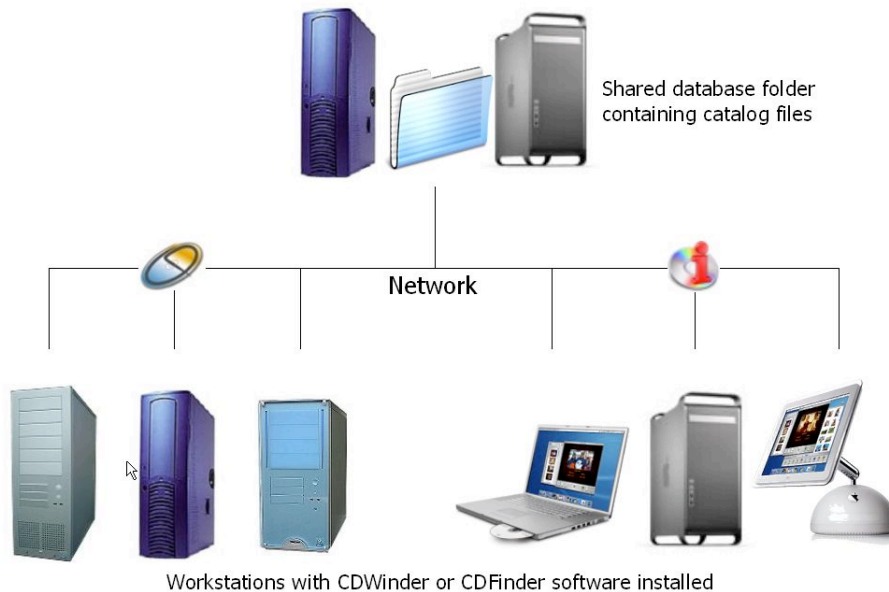 Shared database folder
containing catalog files
Network
Workstations with CDWinder or CDFinder software installed